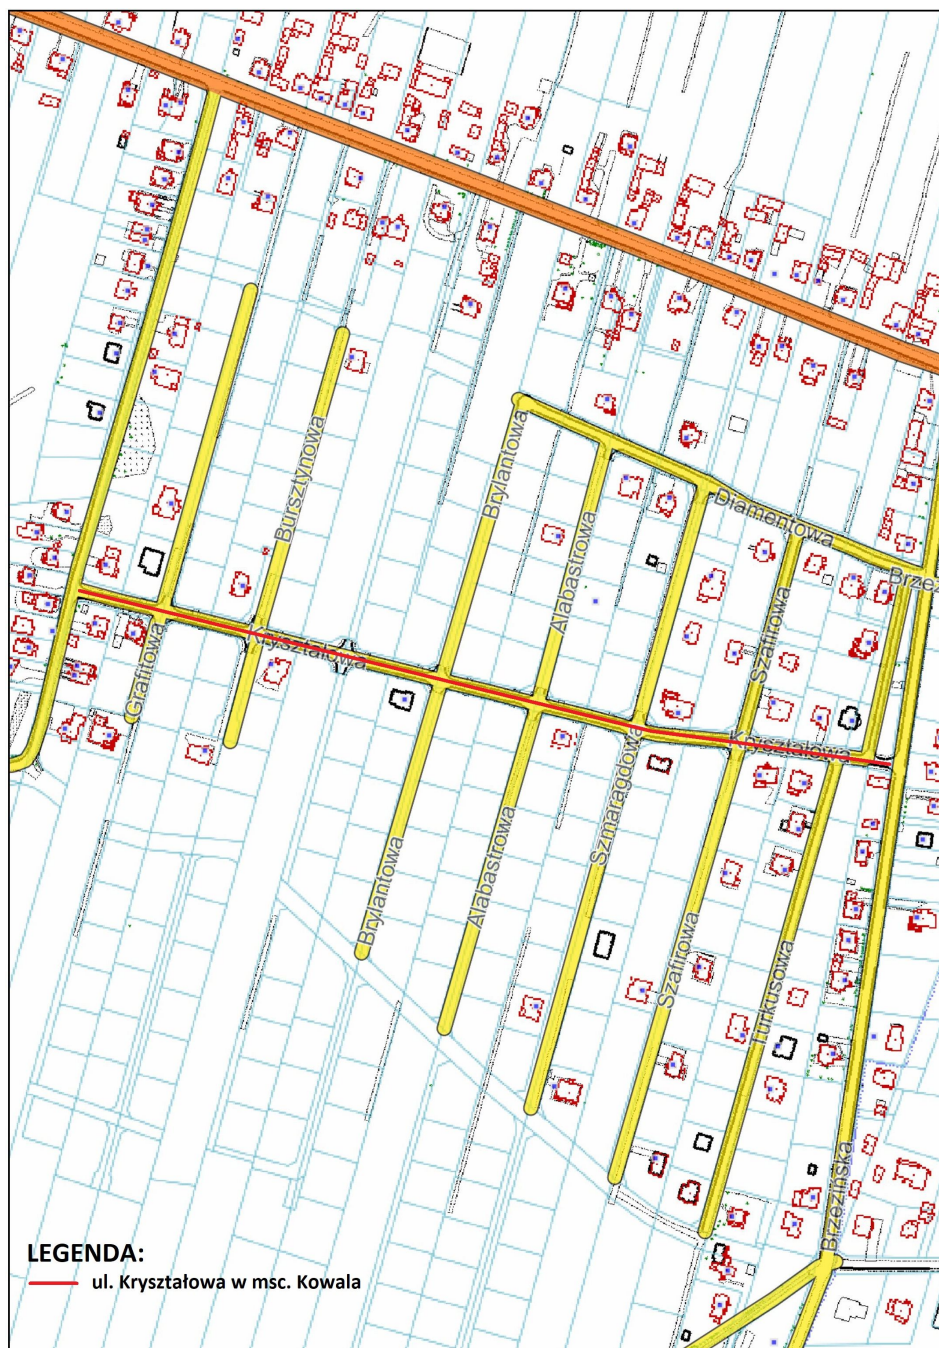 Brylantowa
Bursztynowa
Diamentowa
Alabastrowa
Brzez
Szafirowa
Grafitowa
Kryształowa
Kryształowa
Szmaragdowa
Brylantowa
Alabastrowa
Szafirowa
Turkusowa
Brzezińska
LEGENDA:
ul. Kryształowa w msc. Kowala